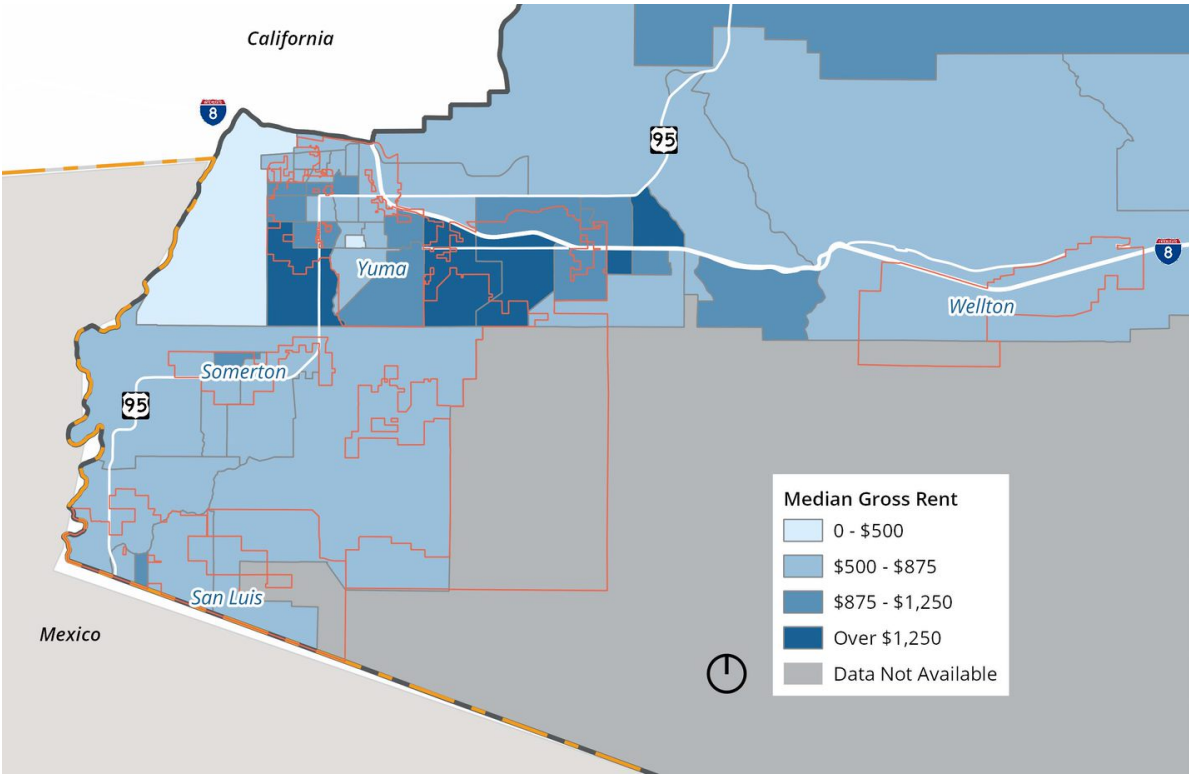 California
8
95
Yuma
8
Wellton
Somerton
95
Median Gross Rent
0 - $500
$500 - $875
$875 - $1,250
Over $1,250
Data Not Available
San Luis
Mexico